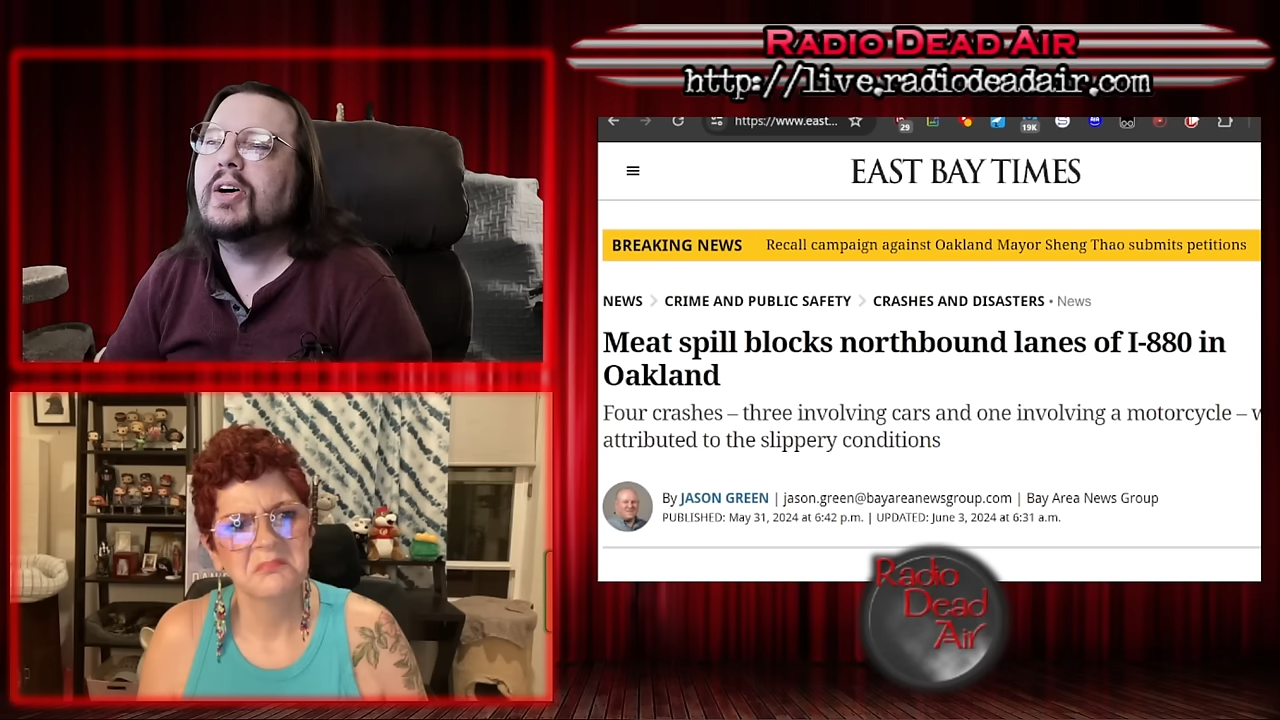 Radio Dead Air
http://live.radiodeadair.com
https://www.east...
29
19K
EAST BAY TIMES
BREAKING NEWS Recall campaign against Oakland Mayor Sheng Thao submits petitions
NEWS > CRIME AND PUBLIC SAFETY > CRASHES AND DISASTERS • News
Meat spill blocks northbound lanes of I-880 in
Oakland
Four crashes – three involving cars and one involving a motorcycle – w
attributed to the slippery conditions
By JASON GREEN | jason.green@bayareanewsgroup.com | Bay Area News Group
PUBLISHED: May 31, 2024 at 6:42 p.m. | UPDATED: June 3, 2024 at 6:31 a.m.
Radio
Dead
Air